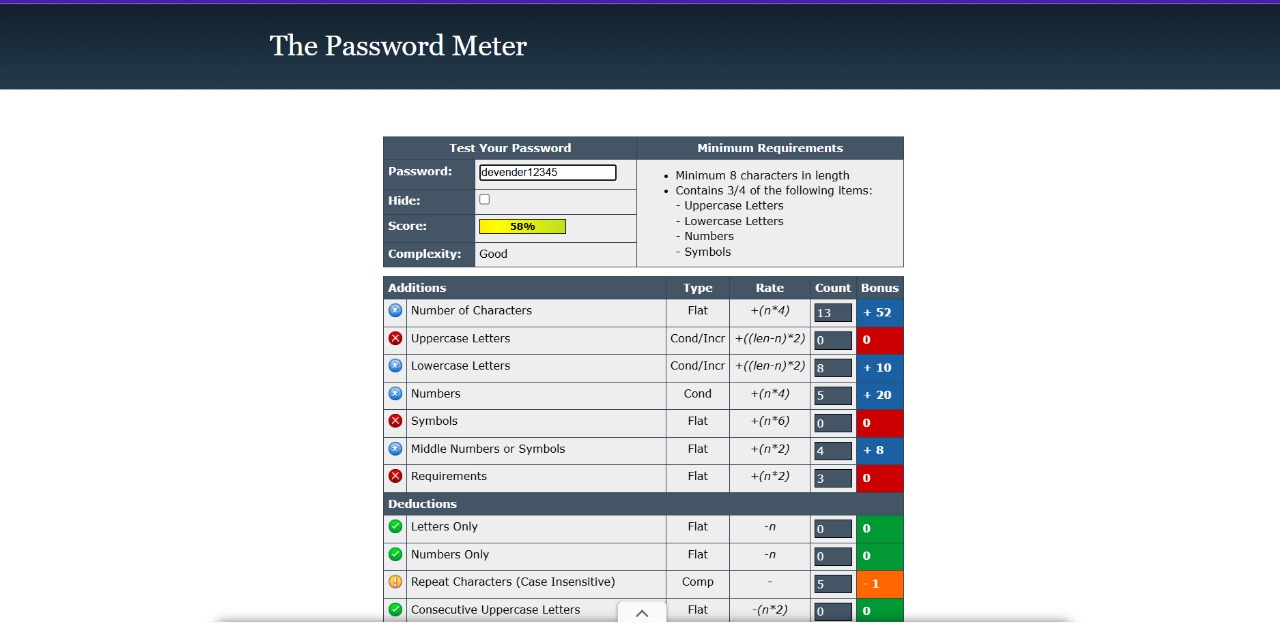 The Password Meter
Test Your Password Minimum Requirements
Password: devender12345
• Minimum 8 characters in length
• Contains 3/4 of the following items:
- Uppercase Letters
- Lowercase Letters
- Numbers
- Symbols
Hide:
Score: 58%
Complexity: Good
Additions Type Rate Count Bonus
Number of Characters Flat +(n*4) 13 + 52
Uppercase Letters Cond/Incr +((len-n)*2) 0 0
Lowercase Letters Cond/Incr +((len-n)*2) 8 + 10
Numbers Cond +(n*4) 5 + 20
Symbols Flat +(n*6) 0 0
Middle Numbers or Symbols Flat +(n*2) 4 + 8
Requirements Flat +(n*2) 3 0
Deductions
Letters Only Flat -n 0 0
Numbers Only Flat -n 0 0
Repeat Characters (Case Insensitive) Comp - 5 - 1
Consecutive Uppercase Letters Flat -(n*2) 0 0